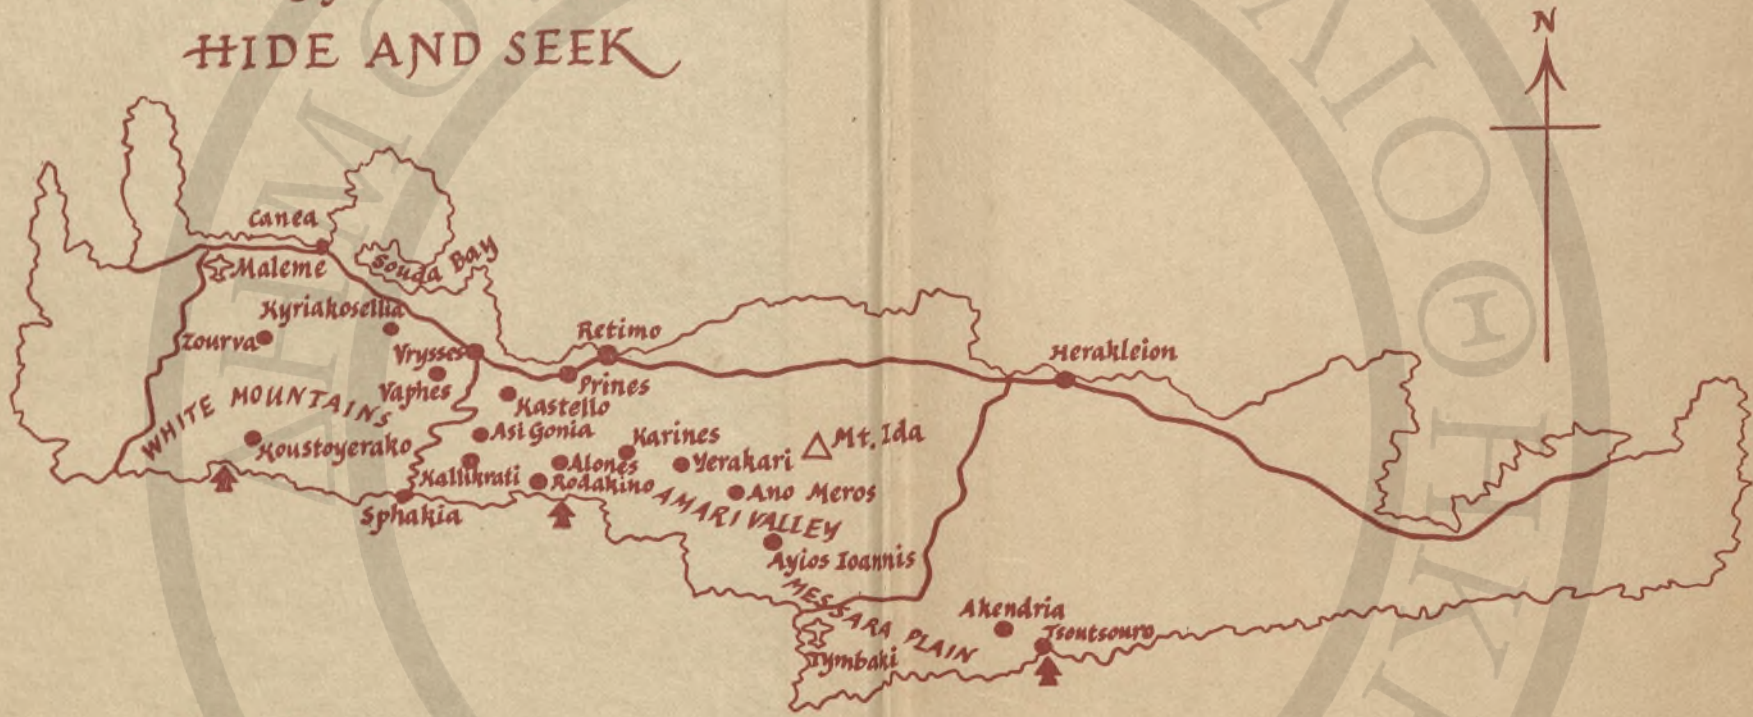 HIDE AND SEEK
N
Canea
Souda Bay
Maleme
Kyriakosellia
Zourva
Vrysses
Retimo
Herakleion
Vaphes
Prines
WHITE MOUNTAINS
Kastello
Asi Gonia
Karines
Mt. Ida
Koustoyerako
Kallikrati
Alones
Yerakari
Rodakino
Ano Meros
Sphakia
AMARI VALLEY
Ayios Ioannis
MESSARA PLAIN
Akendria
Tsoutsouro
Tymbaki